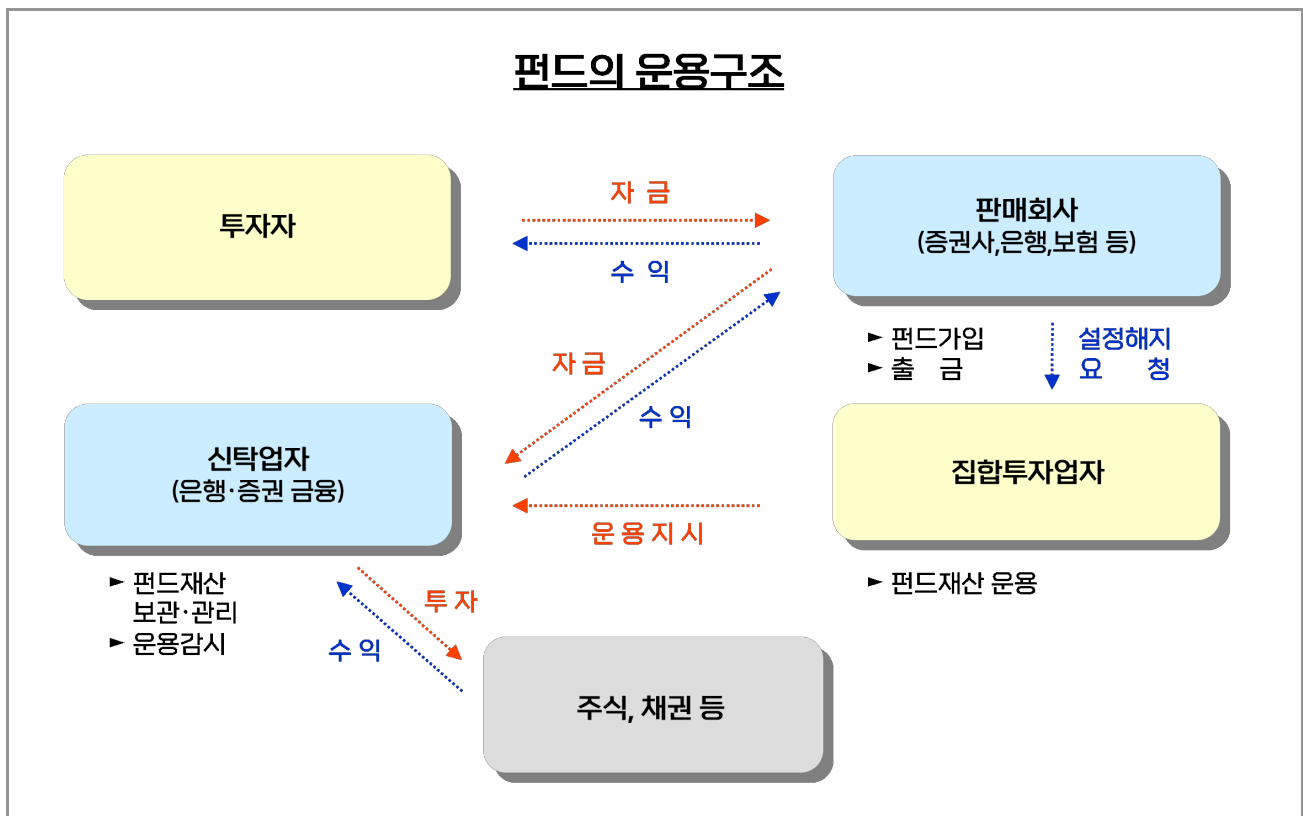 펀드의 운용구조
투자자
자 금
수 익
판매회사
(증권사,은행,보험 등)
► 펀드가입
► 출 금
설정해지
요 청
자 금
수 익
신탁업자
(은행·증권 금융)
운 용 지 시
집합투자업자
► 펀드재산
보관·관리
► 운용감시
► 펀드재산 운용
투 자
수 익
주식, 채권 등